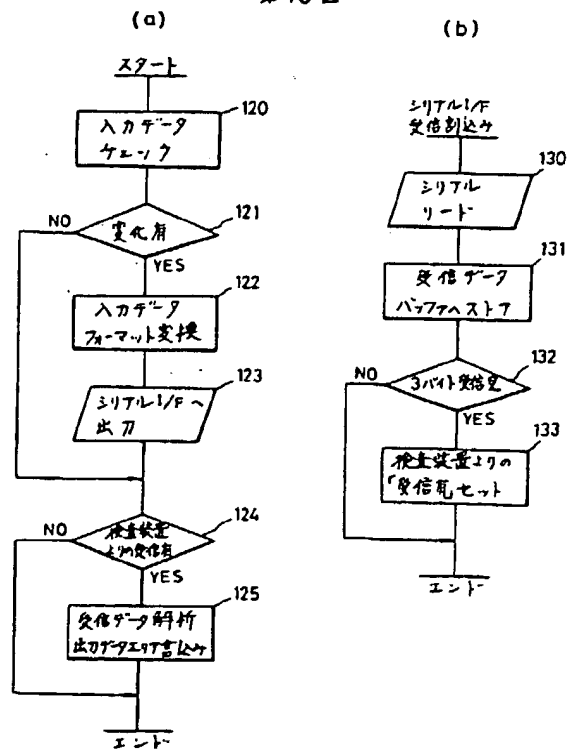 (a)
スタート
120
入力データ
チェック
121
変化有
NO
YES
122
入力データ
フォーマット変換
123
シリアルI/Fへ
出力
124
検査装置
よりの受信有
NO
YES
125
受信データ解析
出力データエリア書込み
エンド
(b)
シリアルI/F
受信割込み
130
シリアル
リード
131
受信データ
バッファへストア
132
3バイト受信完
NO
YES
133
検査装置よりの
セット
エンド